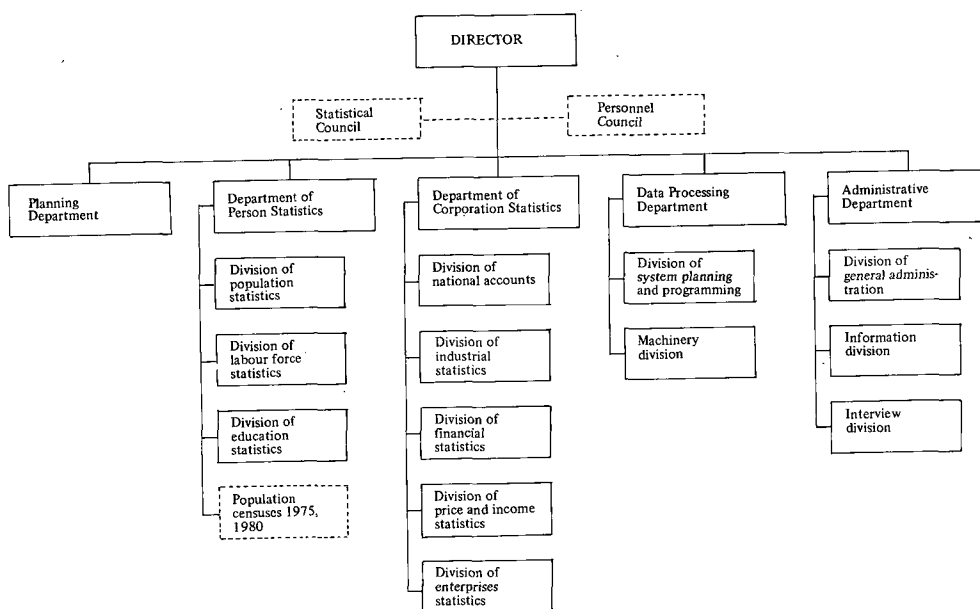 DIRECTOR
Statistical
Council
Personnel
Council
Planning
Department
Department of
Person Statistics
Department of
Corporation Statistics
Data Processing
Department
Administrative
Department
Division of
population
statistics
Division of
labour force
statistics
Division of
education
statistics
Population
censuses 1975,
1980
Division of
national accounts
Division of
industrial
statistics
Division of
financial
statistics
Division of
price and income
statistics
Division of
enterprises
statistics
Division of
system planning
and programming
Machinery
division
Division of
general adminis-
tration
Information
division
Interview
division